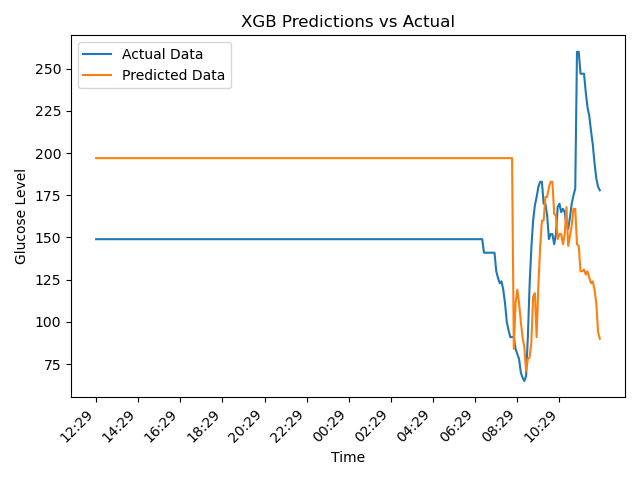 XGB Predictions vs Actual
Actual Data
Predicted Data
Glucose Level
250
225
200
175
150
125
100
75
12:29 14:29 16:29 18:29 20:29 22:29 00:29 02:29 04:29 06:29 08:29 10:29
Time